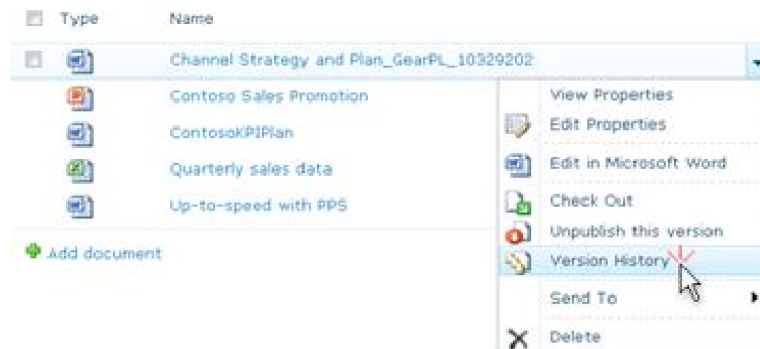 Type Name
Channel Strategy and Plan_GearPL_10329202
Contoso Sales Promotion
ContosoKPIPlan
Quarterly sales data
Up-to-speed with PPS
Add document
View Properties
Edit Properties
Edit in Microsoft Word
Check Out
Unpublish this version
Version History
Send To
Delete